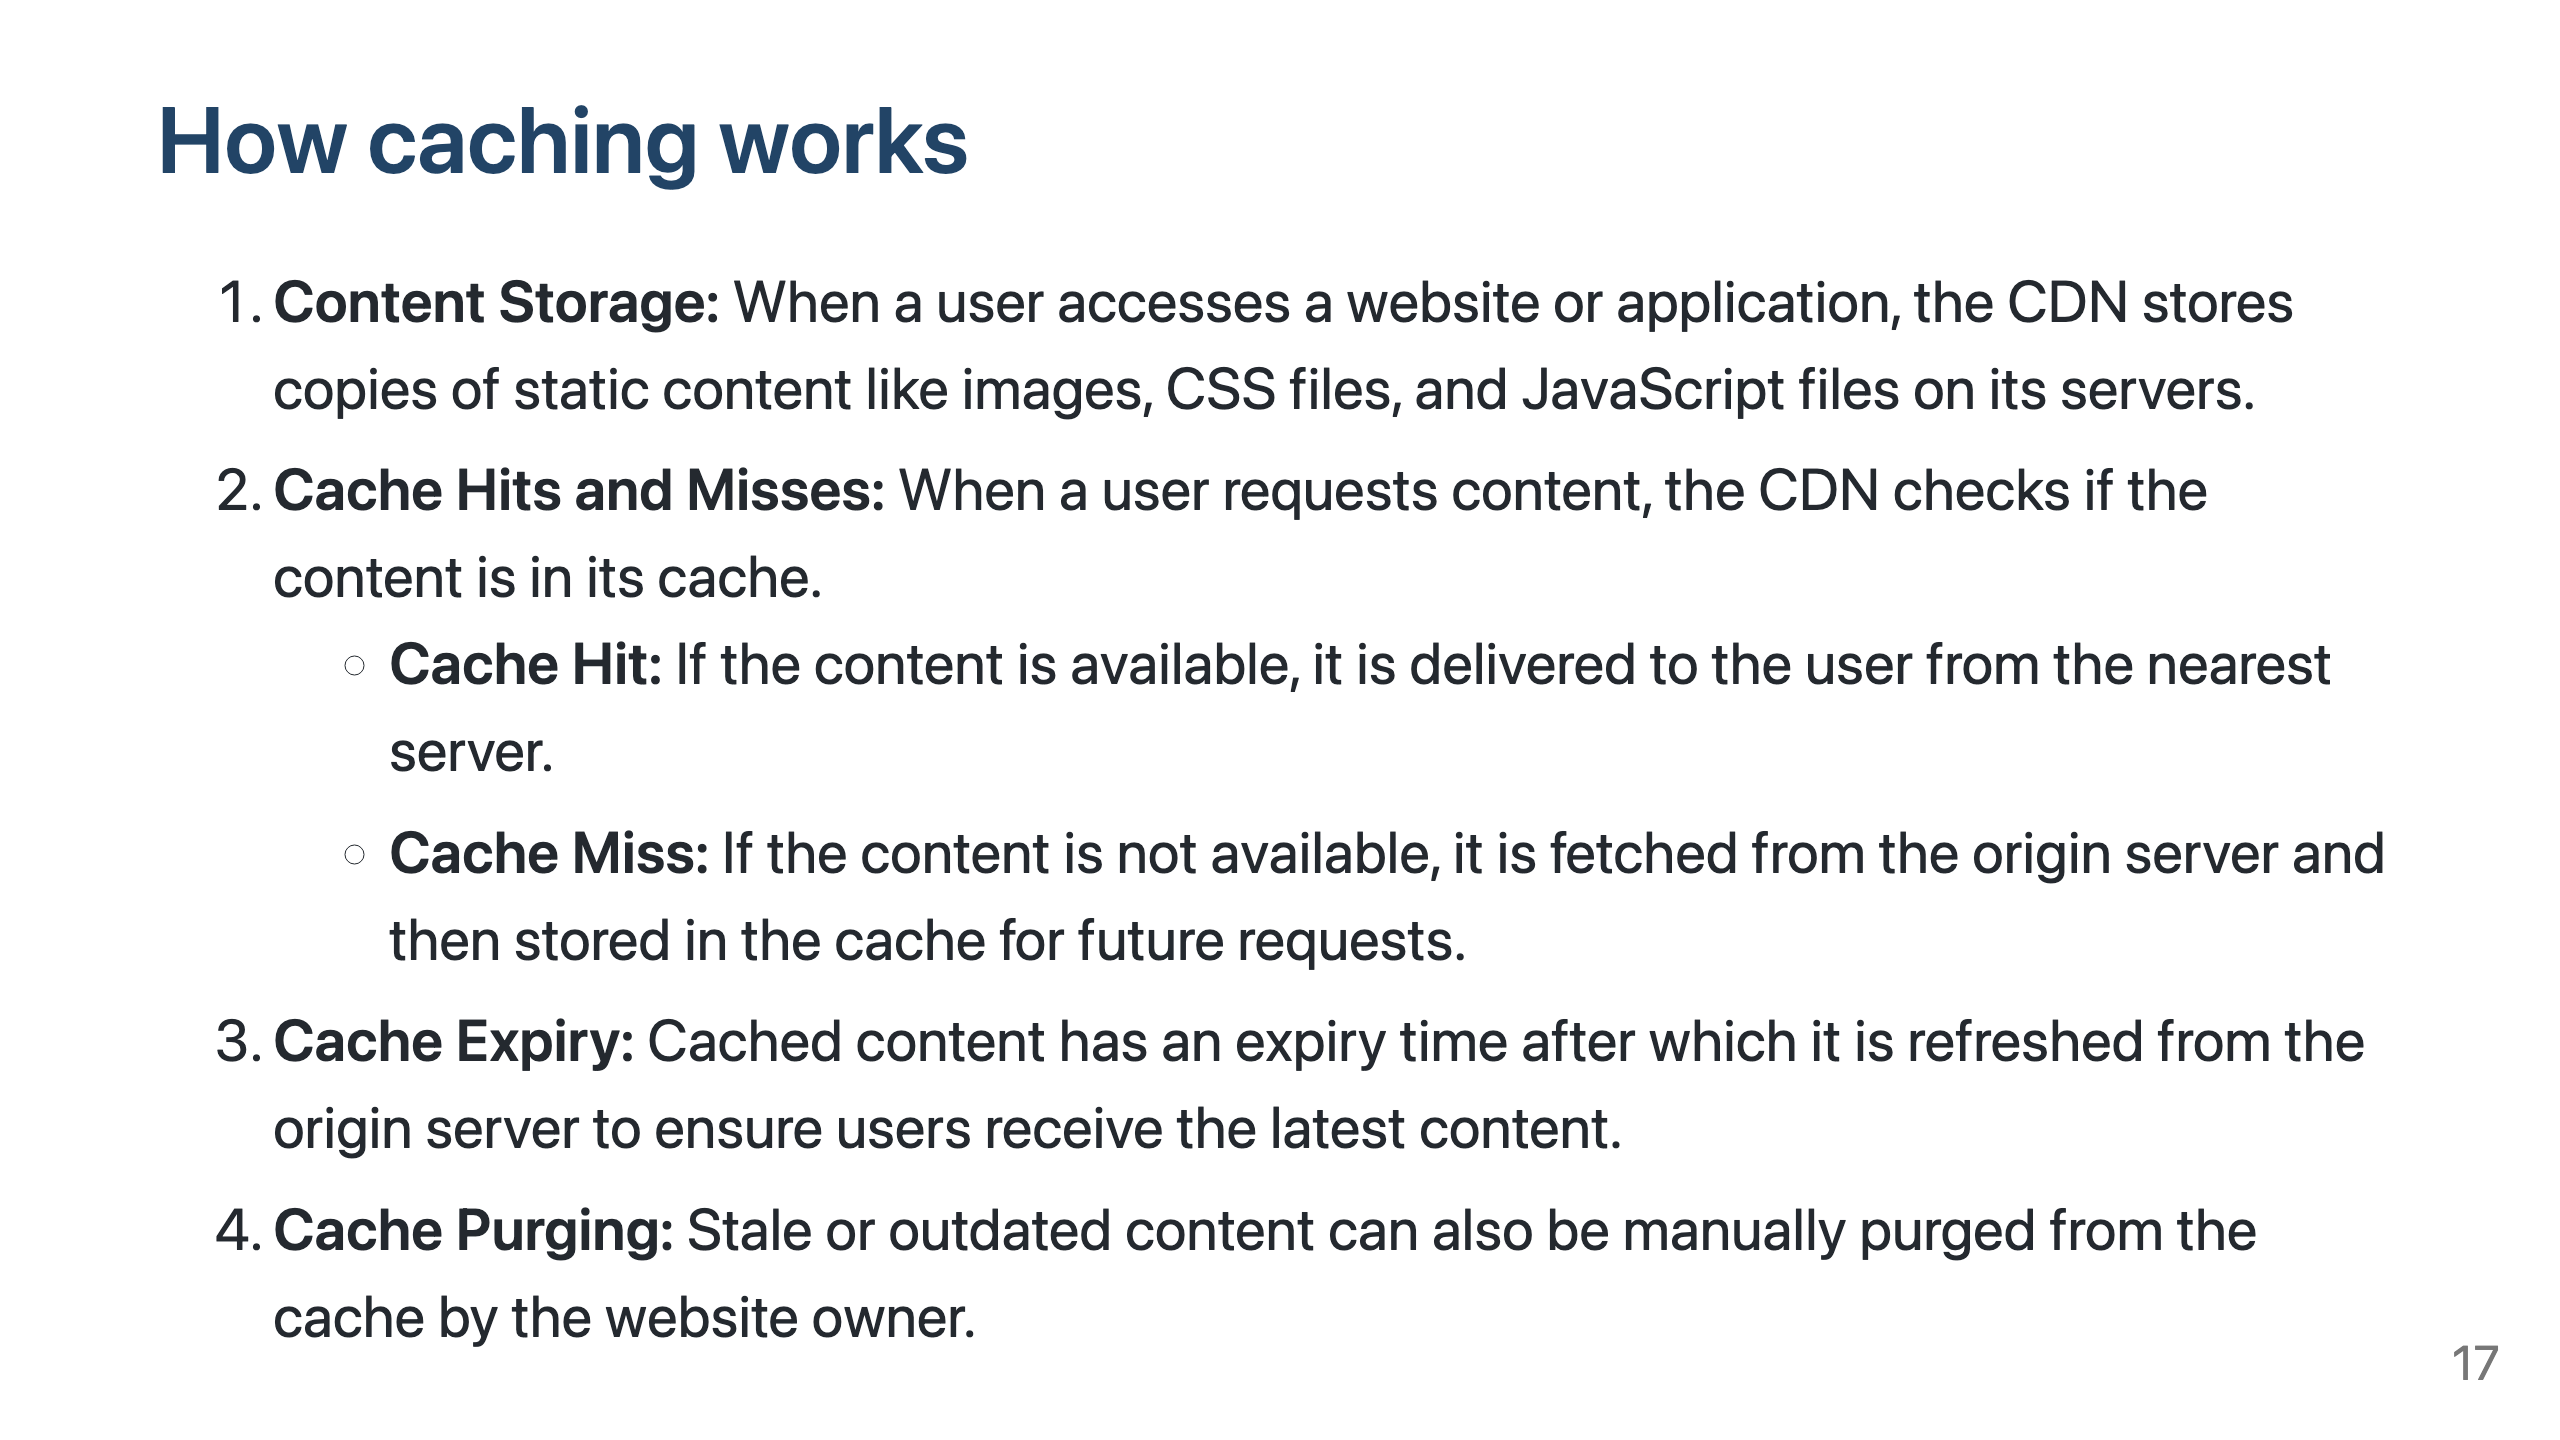 How caching works
1. Content Storage: When a user accesses a website or application, the CDN stores
copies of static content like images, CSS files, and JavaScript files on its servers.
2. Cache Hits and Misses: When a user requests content, the CDN checks if the
content is in its cache.
○ Cache Hit: If the content is available, it is delivered to the user from the nearest
server.
○ Cache Miss: If the content is not available, it is fetched from the origin server and
then stored in the cache for future requests.
3. Cache Expiry: Cached content has an expiry time after which it is refreshed from the
origin server to ensure users receive the latest content.
4. Cache Purging: Stale or outdated content can also be manually purged from the
cache by the website owner.
17